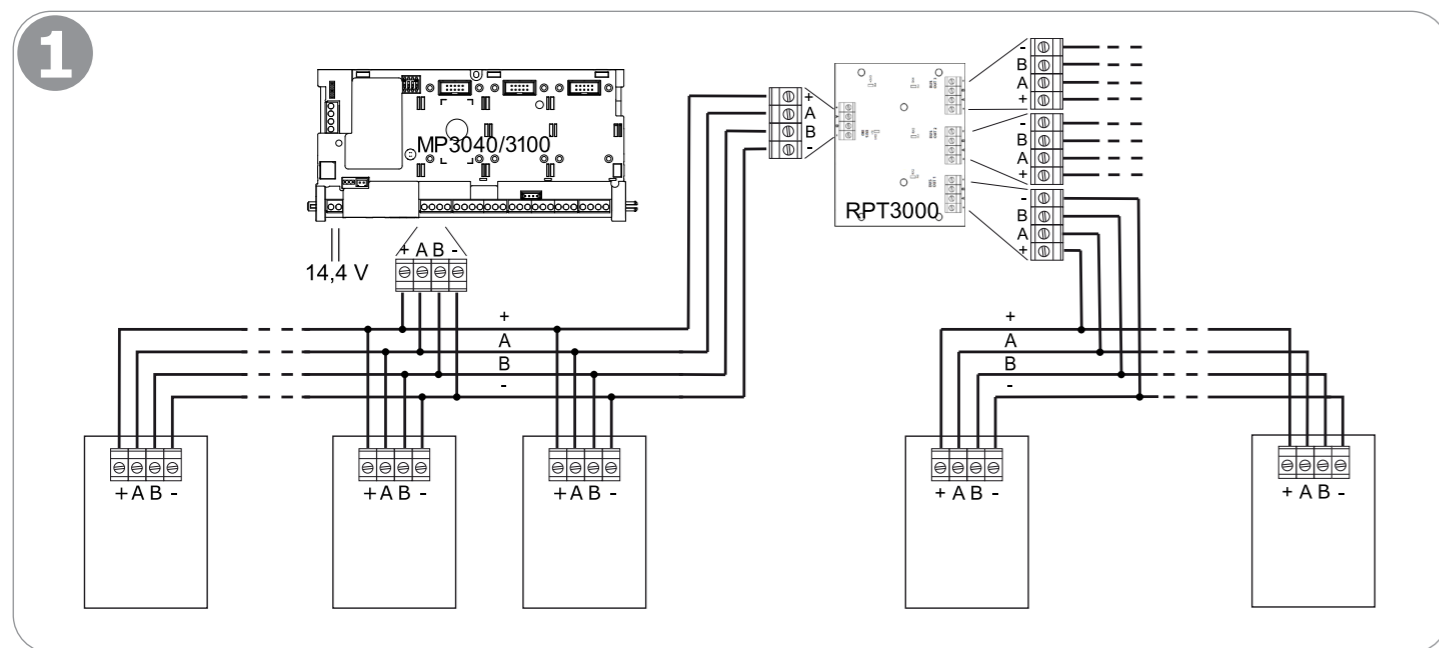 1
MP3040/3100
14,4 V
+ A B -
+
A
B
-
+
A
B
-
RPT3000
-
B
A
+
-
B
A
+
-
B
A
+
+
A
B
-
+ A B -
+ A B -
+ A B -
+ A B -
+ A B -